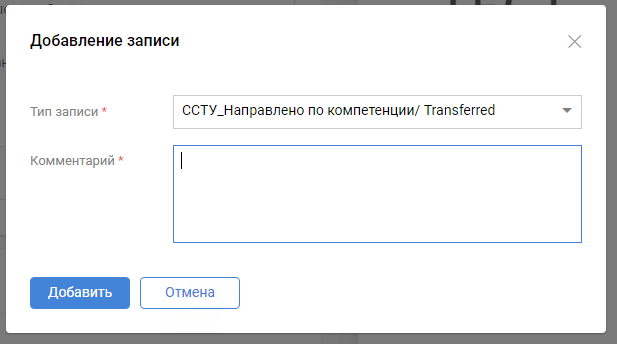 Добавление записи
Тип записи *
ССТУ_Направлено по компетенции/ Transferred
Комментарий *
Добавить
Отмена